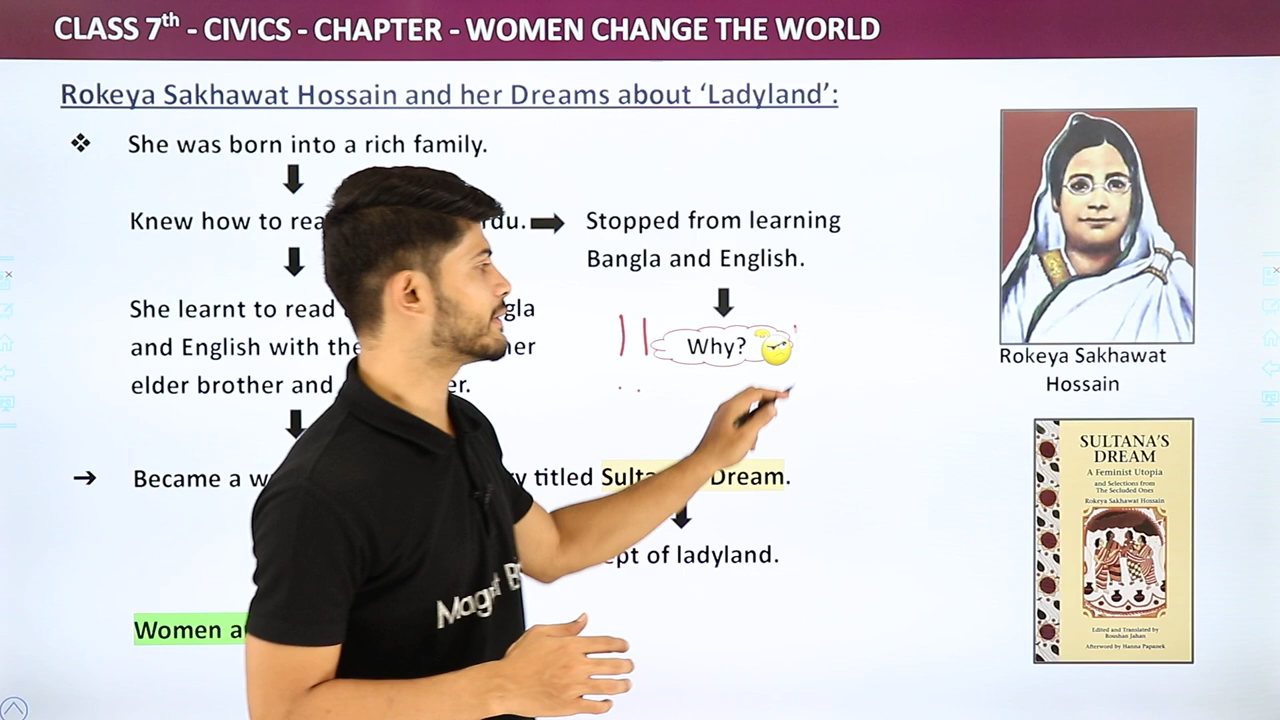 CLASS 7th - CIVICS - CHAPTER - WOMEN CHANGE THE WORLD
Rokeya Sakhawat Hossain and her Dreams about ‘Ladyland’:
❖ She was born into a rich family.
Knew how to rea
rdu.
Stopped from learning
Bangla and English.
She learnt to read
gla
and English with the
her
elder brother and
er.
Why?
➔ Became a w
y titled Sulta Dream.
ept of ladyland.
Women a
Rokeya Sakhawat
Hossain
SULTANA'S
DREAM
A Feminist Utopia
and Selections from
The Secluded Ones
Rokeya Sakhawat Hossain
Edited and Translated by
Roushan Jahan
Afterword by Hanna Papanek
Magnet B